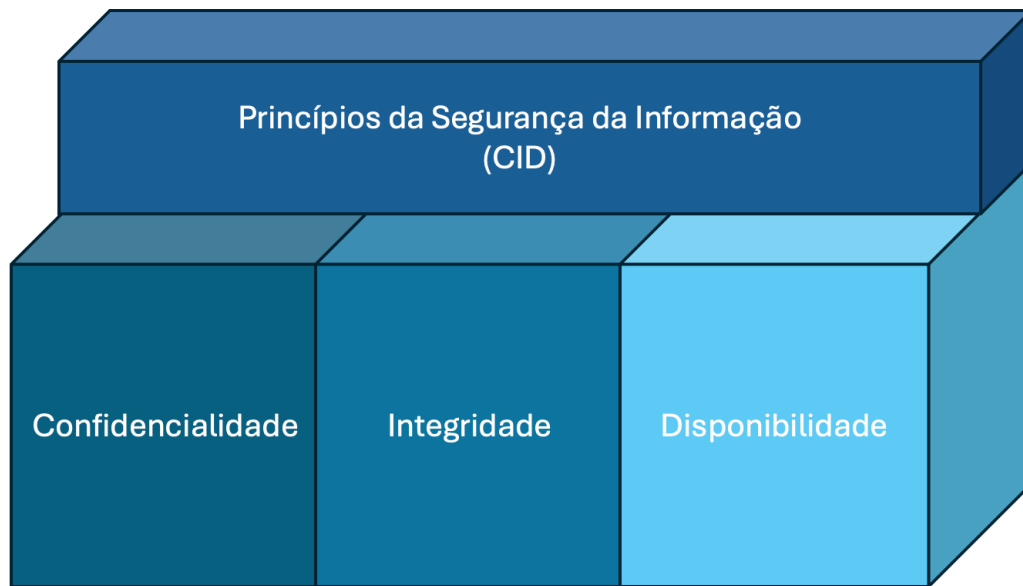 Princípios da Segurança da Informação
(CID)
Confidencialidade
Integridade
Disponibilidade